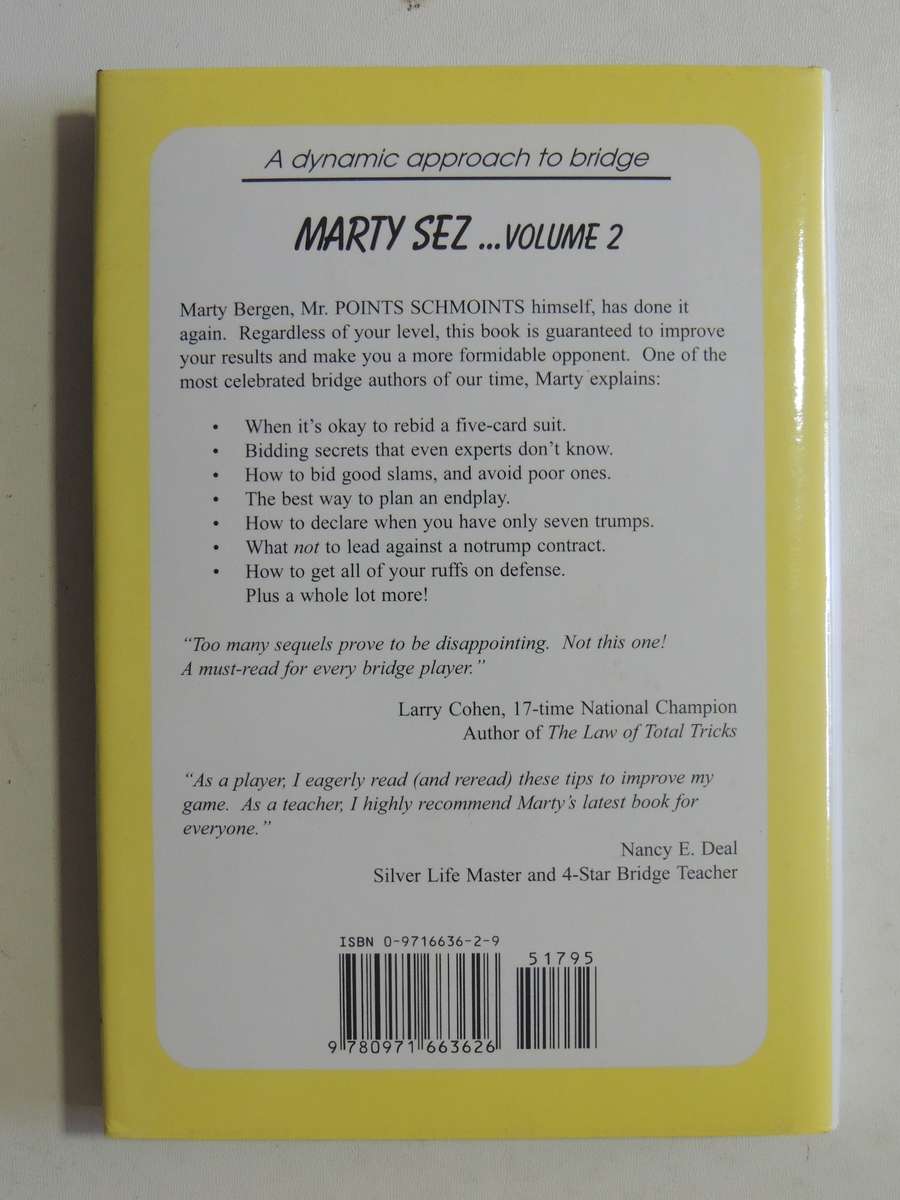 A dynamic approach to bridge
MARTY SEZ ...VOLUME 2
Marty Bergen, Mr. POINTS SCHMOINTS himself, has done it
again. Regardless of your level, this book is guaranteed to improve
your results and make you a more formidable opponent. One of the
most celebrated bridge authors of our time, Marty explains:
• When it's okay to rebid a five-card suit.
• Bidding secrets that even experts don't know.
• How to bid good slams, and avoid poor ones.
• The best way to plan an endplay.
• How to declare when you have only seven trumps.
• What not to lead against a notrump contract.
• How to get all of your ruffs on defense.
Plus a whole lot more!
"Too many sequels prove to be disappointing. Not this one!
A must-read for every bridge player."
Larry Cohen, 17-time National Champion
Author of The Law of Total Tricks
"As a player, I eagerly read (and reread) these tips to improve my
game. As a teacher, I highly recommend Marty's latest book for
everyone."
Nancy E. Deal
Silver Life Master and 4-Star Bridge Teacher
ISBN 0-9716636-2-9
51795
9 780971 663626